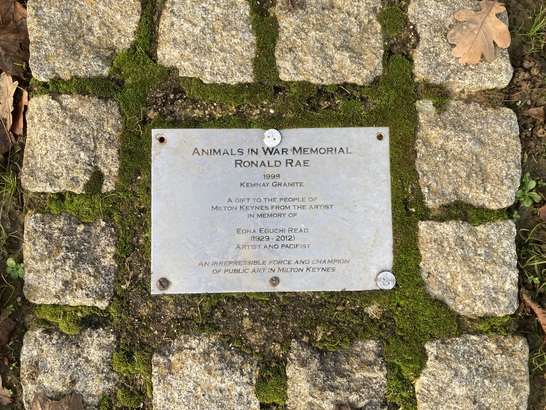 ANIMALS IN WAR MEMORIAL
RONALD RAE
1998
KEMNAY GRANITE
A GIFT TO THE PEOPLE OF
MILTON KEYNES FROM THE ARTIST
IN MEMORY OF
EDNA EGUCHI READ
(1929 - 2012)
ARTIST AND PACIFIST
AN IRREPRESSIBLE FORCE AND CHAMPION
OF PUBLIC ART IN MILTON KEYNES